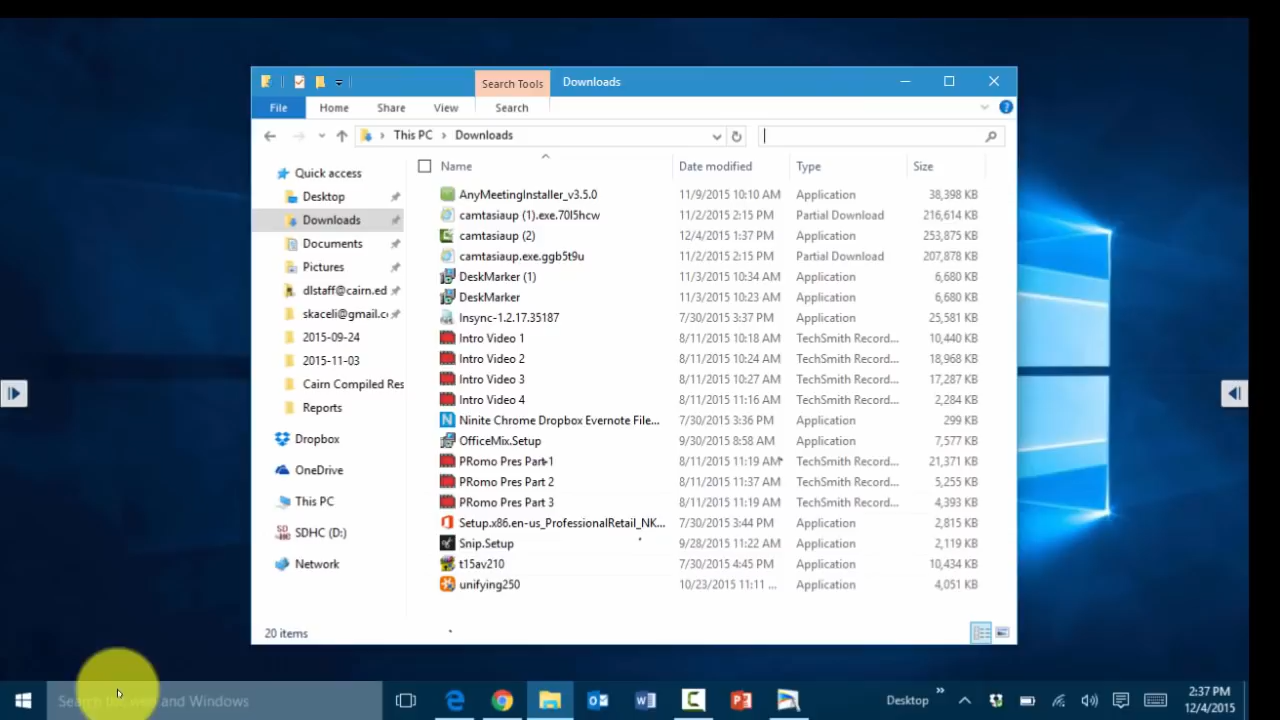 Search Tools
Downloads
File Home Share View Search
This PC Downloads
Name Date modified Type Size
Quick access
Desktop
Downloads
Documents
Pictures
dlstaff@cairn.ed
skaceli@gmail.c
2015-09-24
2015-11-03
Cairn Compiled Res
Reports
Dropbox
OneDrive
This PC
SDHC (D:)
Network
AnyMeetingInstaller_v3.5.0 11/9/2015 10:10 AM Application 38,398 KB
camtasiaup (1).exe.70l5hcw 11/2/2015 2:15 PM Partial Download 216,614 KB
camtasiaup (2) 12/4/2015 1:37 PM Application 253,875 KB
camtasiaup.exe.ggb5t9u 11/2/2015 2:15 PM Partial Download 207,878 KB
DeskMarker (1) 11/3/2015 10:34 AM Application 6,680 KB
DeskMarker 11/3/2015 10:23 AM Application 6,680 KB
Insync-1.2.17.35187 7/30/2015 3:37 PM Application 25,581 KB
Intro Video 1 8/11/2015 10:18 AM TechSmith Record... 10,440 KB
Intro Video 2 8/11/2015 10:24 AM TechSmith Record... 18,968 KB
Intro Video 3 8/11/2015 10:27 AM TechSmith Record... 17,287 KB
Intro Video 4 8/11/2015 11:16 AM TechSmith Record... 2,284 KB
Ninite Chrome Dropbox Evernote File... 7/30/2015 3:36 PM Application 299 KB
OfficeMix.Setup 9/30/2015 8:58 AM Application 7,577 KB
PRomo Pres Part 1 8/11/2015 11:19 AM TechSmith Record... 21,371 KB
PRomo Pres Part 2 8/11/2015 11:37 AM TechSmith Record... 5,255 KB
PRomo Pres Part 3 8/11/2015 11:19 AM TechSmith Record... 4,393 KB
Setup.x86.en-us_ProfessionalRetail_NK... 7/30/2015 3:44 PM Application 2,815 KB
Snip.Setup 9/28/2015 11:22 AM Application 2,119 KB
t15av210 7/30/2015 4:45 PM Application 10,434 KB
unifying250 10/23/2015 11:11 ... Application 4,051 KB
20 items
Search the web and Windows
Desktop
2:37 PM
12/4/2015